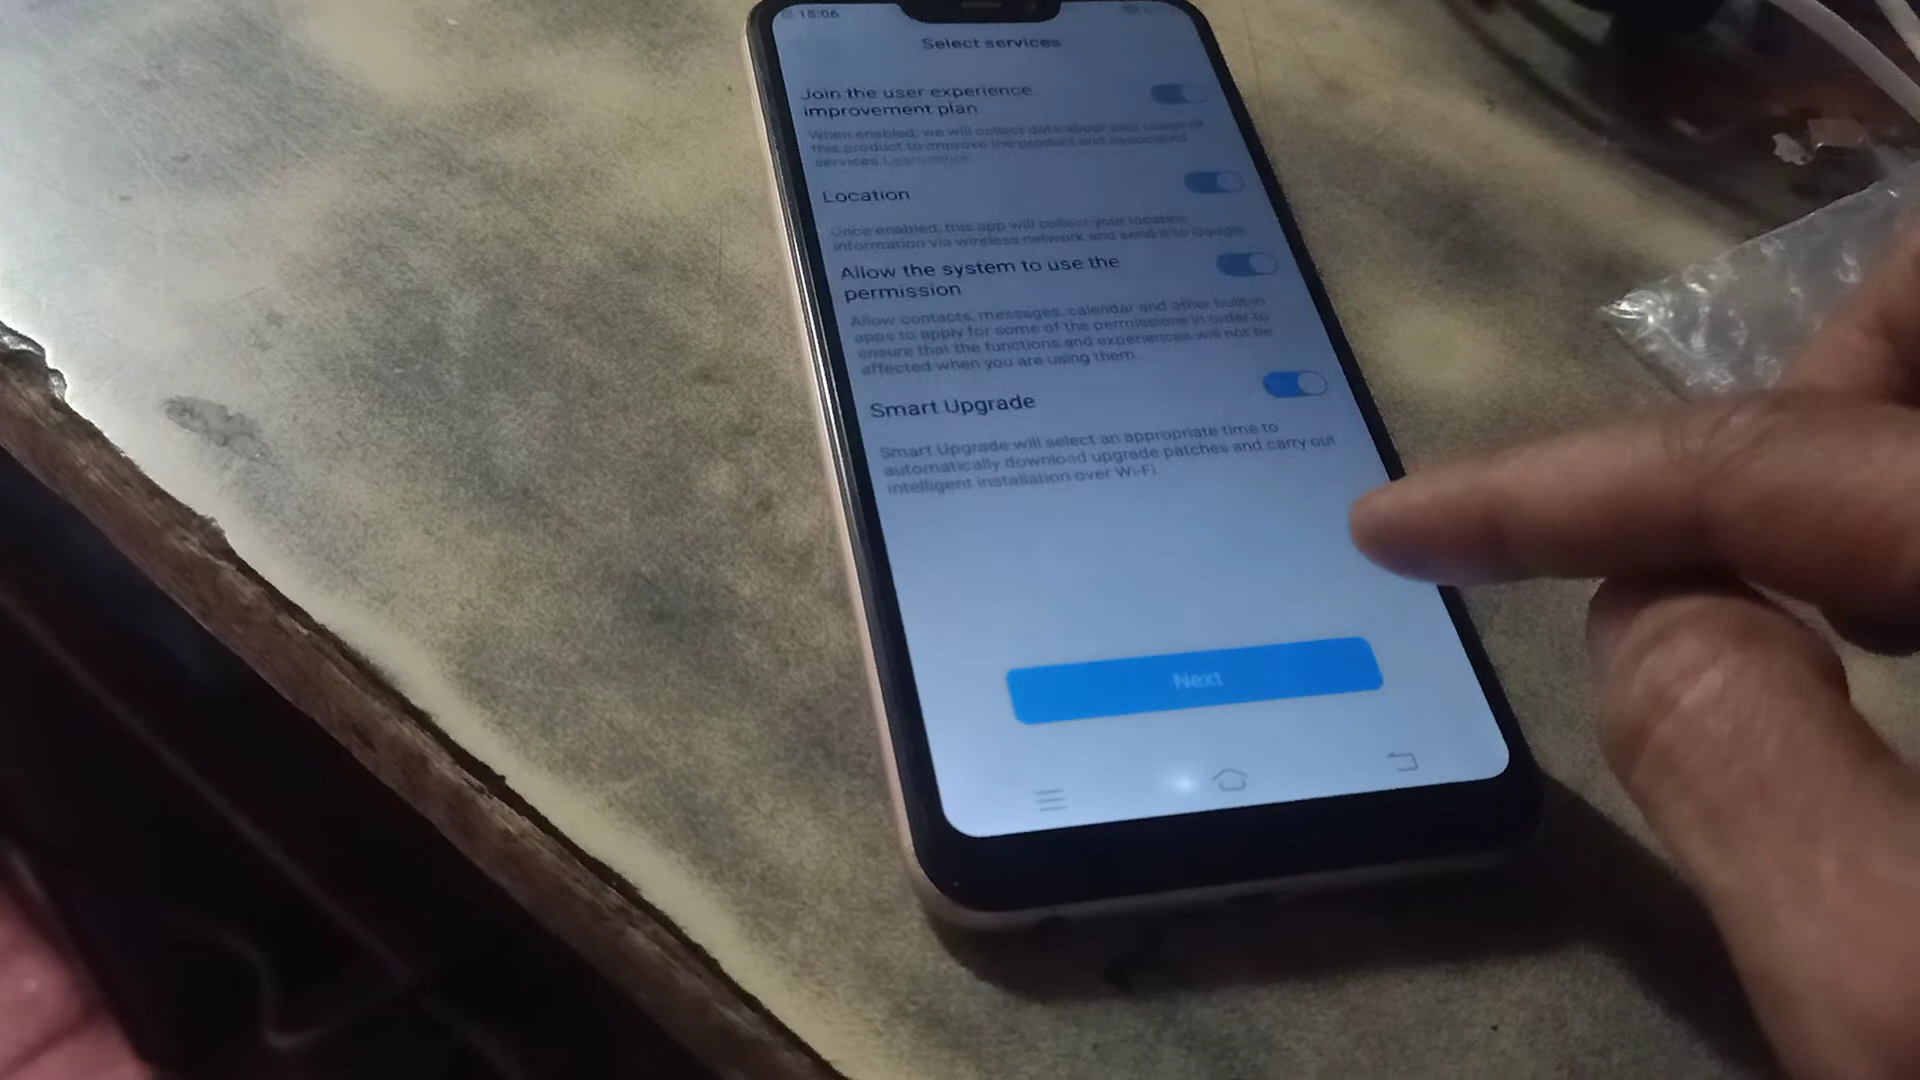 15:06
Select services
Join the user experience
improvement plan
When enabled, we will collect data about your usage of
this product to improve the product and associated
services. Learn more
Location
Once enabled, this app will collect your location
information via wireless network and send it to Google.
Allow the system to use the
permission
Allow contacts, messages, calendar and other built-in
apps to apply for some of the permissions in order to
ensure that the functions and experiences will not be
affected when you are using them.
Smart Upgrade
Smart Upgrade will select an appropriate time to
automatically download upgrade patches and carry out
intelligent installation over Wi-Fi.
Next